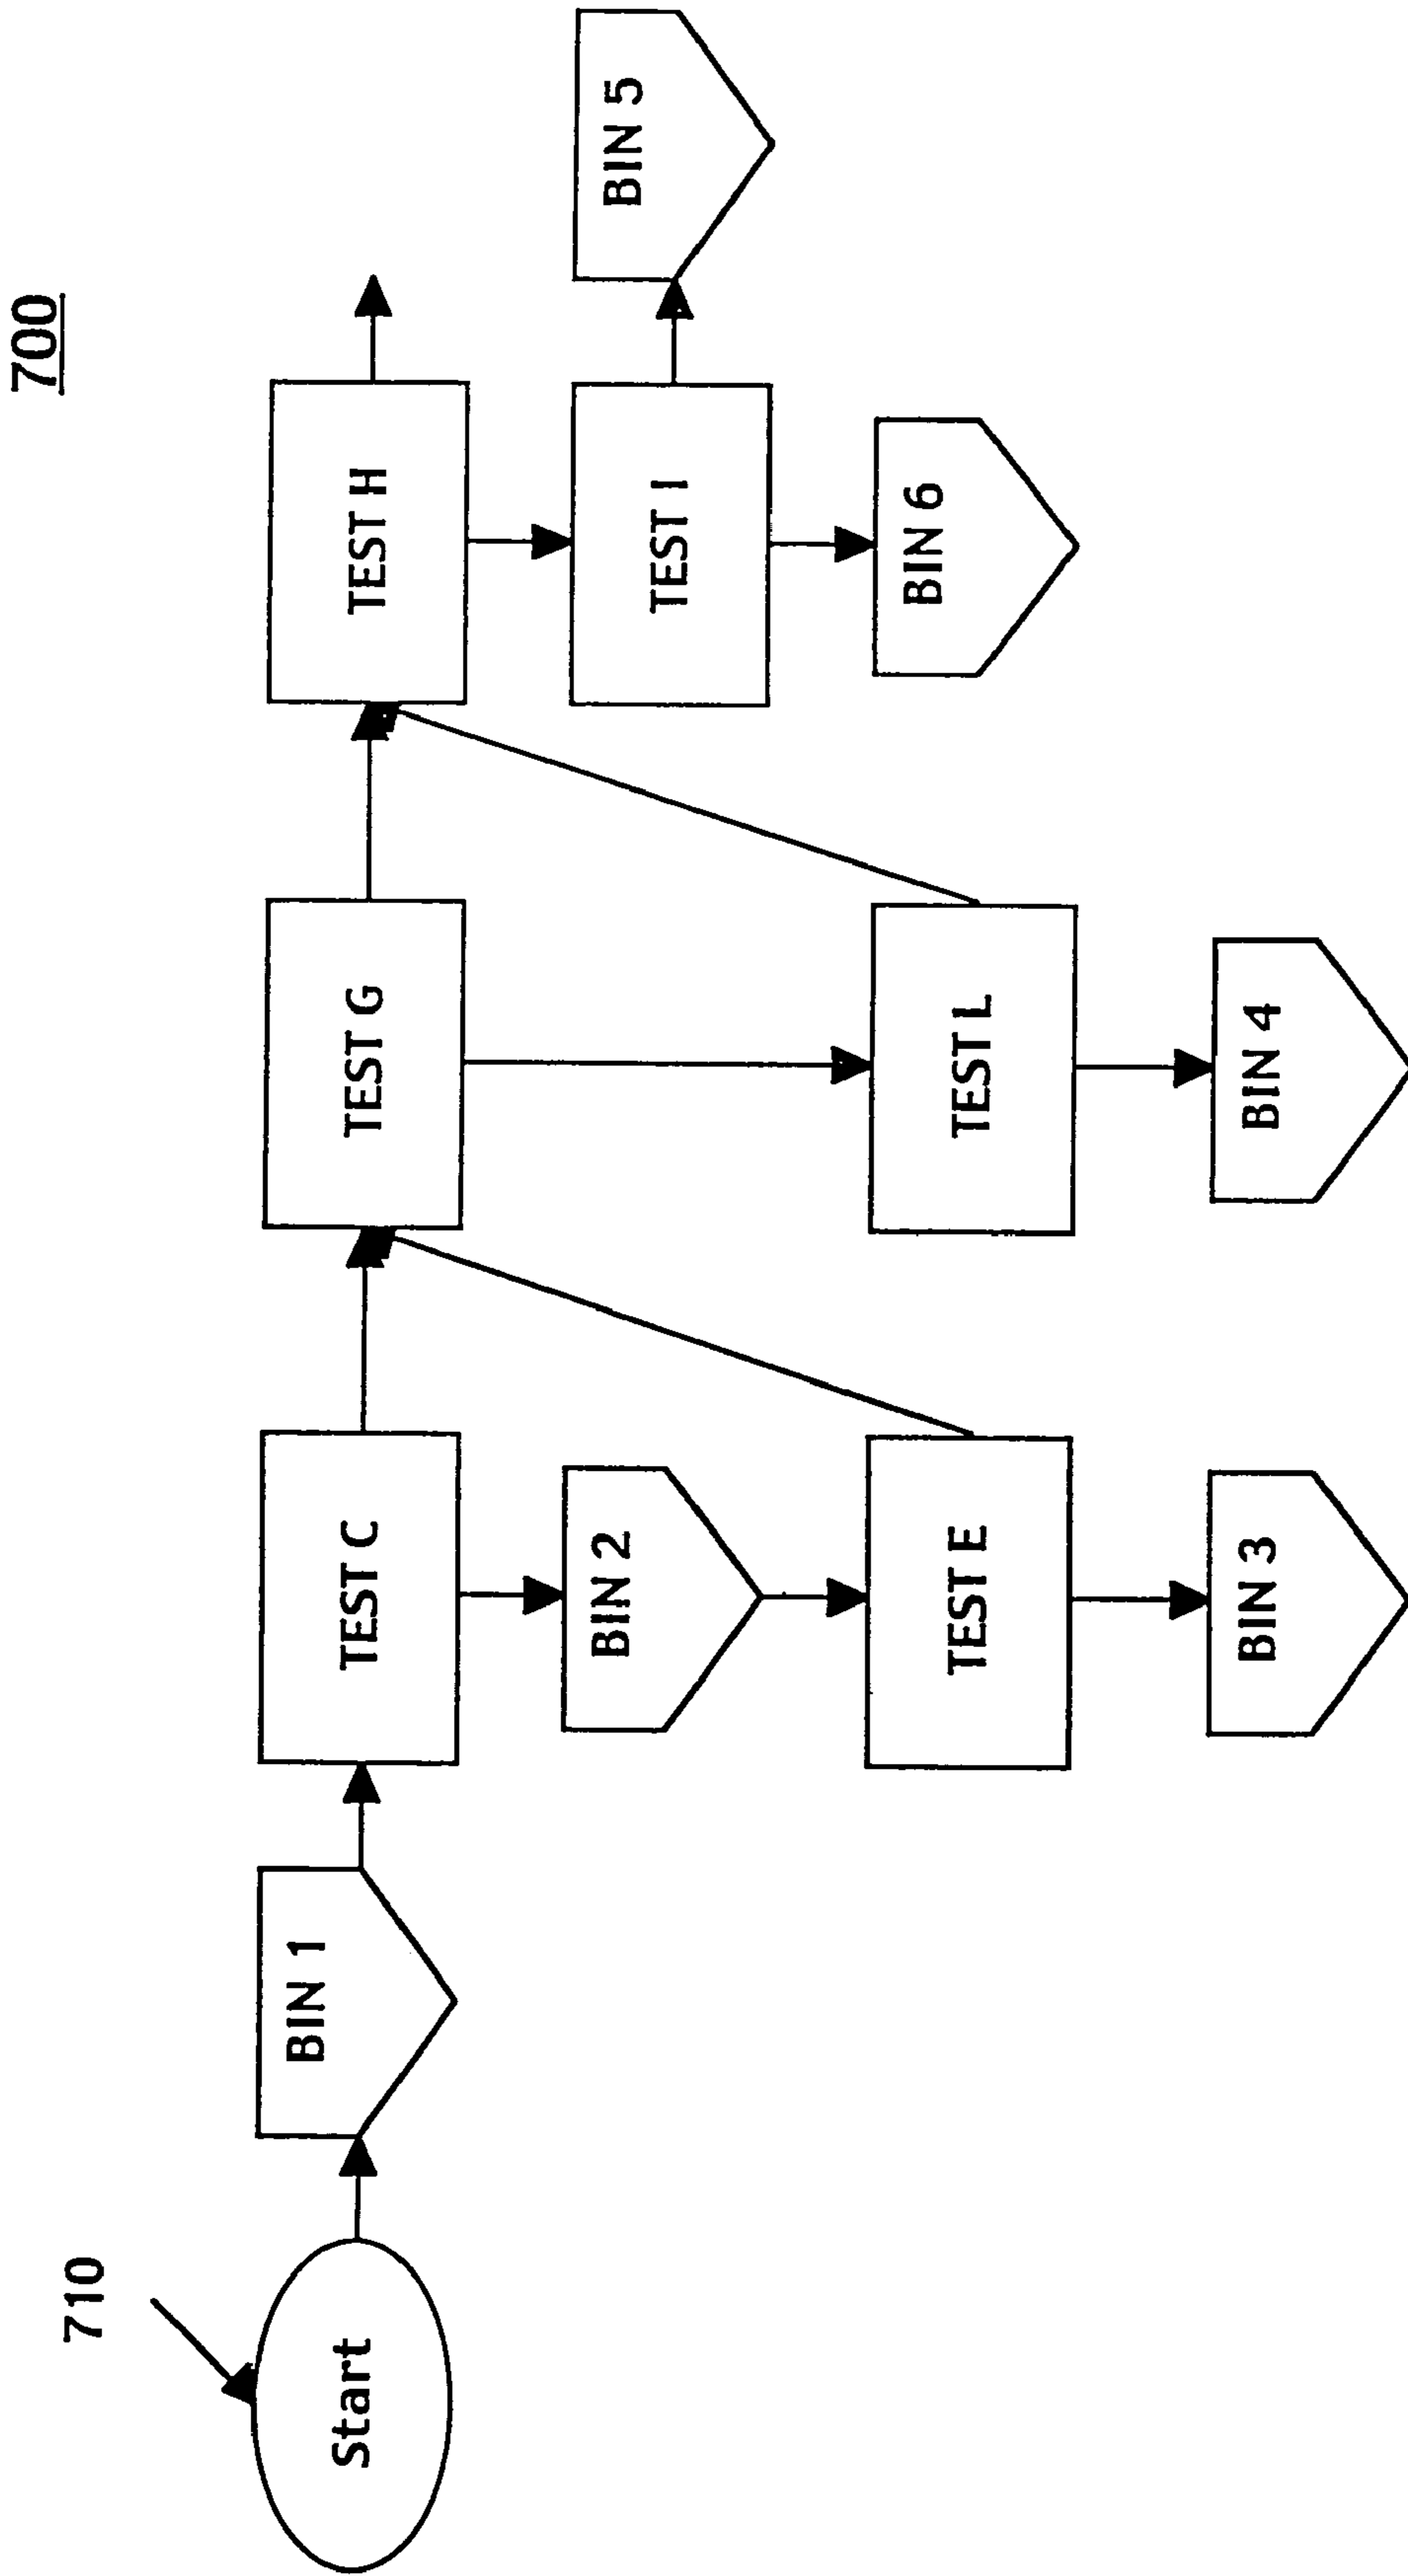 700
710
Start
BIN 1
TEST C
TEST G
TEST H
BIN 2
TEST I
BIN 5
TEST E
TEST L
BIN 6
BIN 3
BIN 4